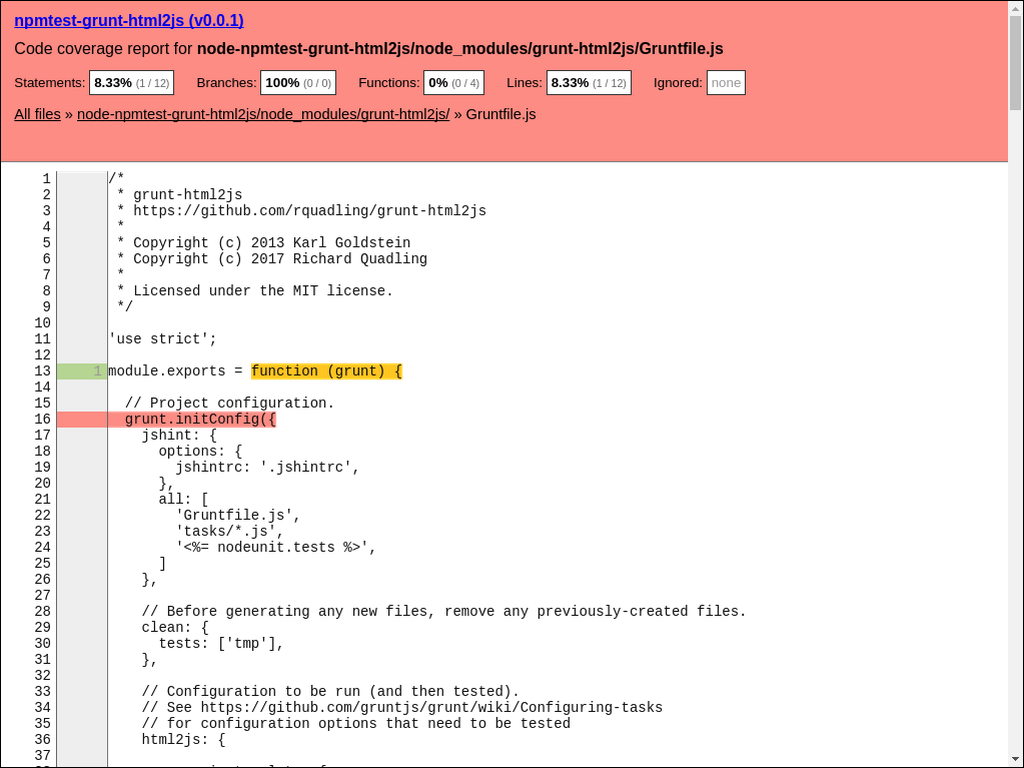 npmtest-grunt-html2js (v0.0.1)
Code coverage report for node-npmtest-grunt-html2js/node_modules/grunt-html2js/Gruntfile.js
Statements: 8.33% (1 / 12) Branches: 100% (0 / 0) Functions: 0% (0 / 4) Lines: 8.33% (1 / 12) Ignored: none
All files » node-npmtest-grunt-html2js/node_modules/grunt-html2js/ » Gruntfile.js
1 /*
2 * grunt-html2js
3 * https://github.com/rquadling/grunt-html2js
4 *
5 * Copyright (c) 2013 Karl Goldstein
6 * Copyright (c) 2017 Richard Quadling
7 *
8 * Licensed under the MIT license.
9 */
10
11 'use strict';
12
13 1 module.exports = function (grunt) {
14
15 // Project configuration.
16 grunt.initConfig({
17 jshint: {
18 options: {
19 jshintrc: '.jshintrc',
20 },
21 all: [
22 'Gruntfile.js',
23 'tasks/*.js',
24 '<%= nodeunit.tests %>',
25 ]
26 },
27
28 // Before generating any new files, remove any previously-created files.
29 clean: {
30 tests: ['tmp'],
31 },
32
33 // Configuration to be run (and then tested).
34 // See https://github.com/gruntjs/grunt/wiki/Configuring-tasks
35 // for configuration options that need to be tested
36 html2js: {
37